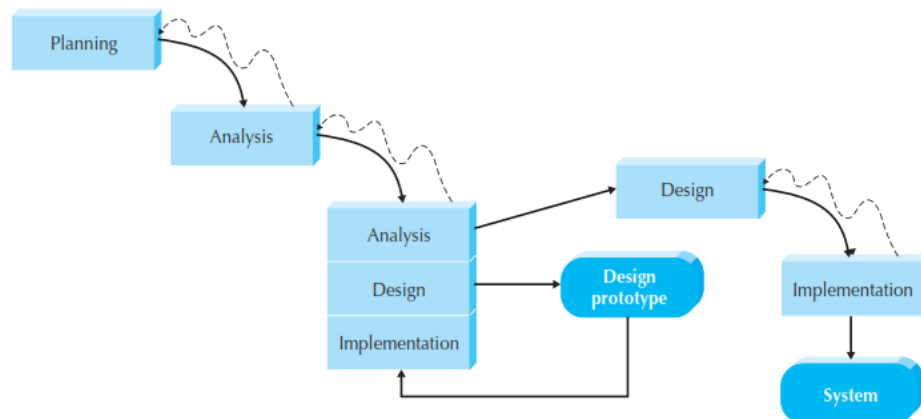 Planning
Analysis
Analysis
Design
Implementation
Design
prototype
Design
Implementation
System